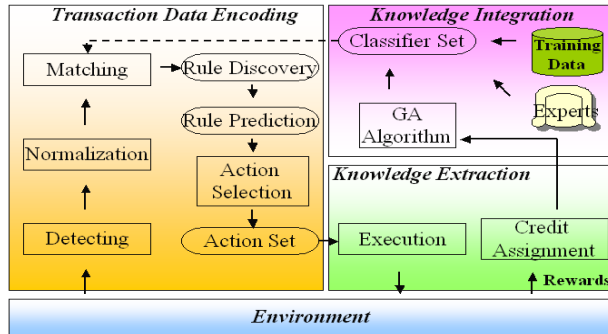 Transaction Data Encoding
Matching
Normalization
Detecting
Rule Discovery
Rule Prediction
Action
Selection
Action Set
Knowledge Integration
Classifier Set
Training
Data
Experts
GA
Algorithm
Knowledge Extraction
Execution
Credit
Assignment
Rewards
Environment